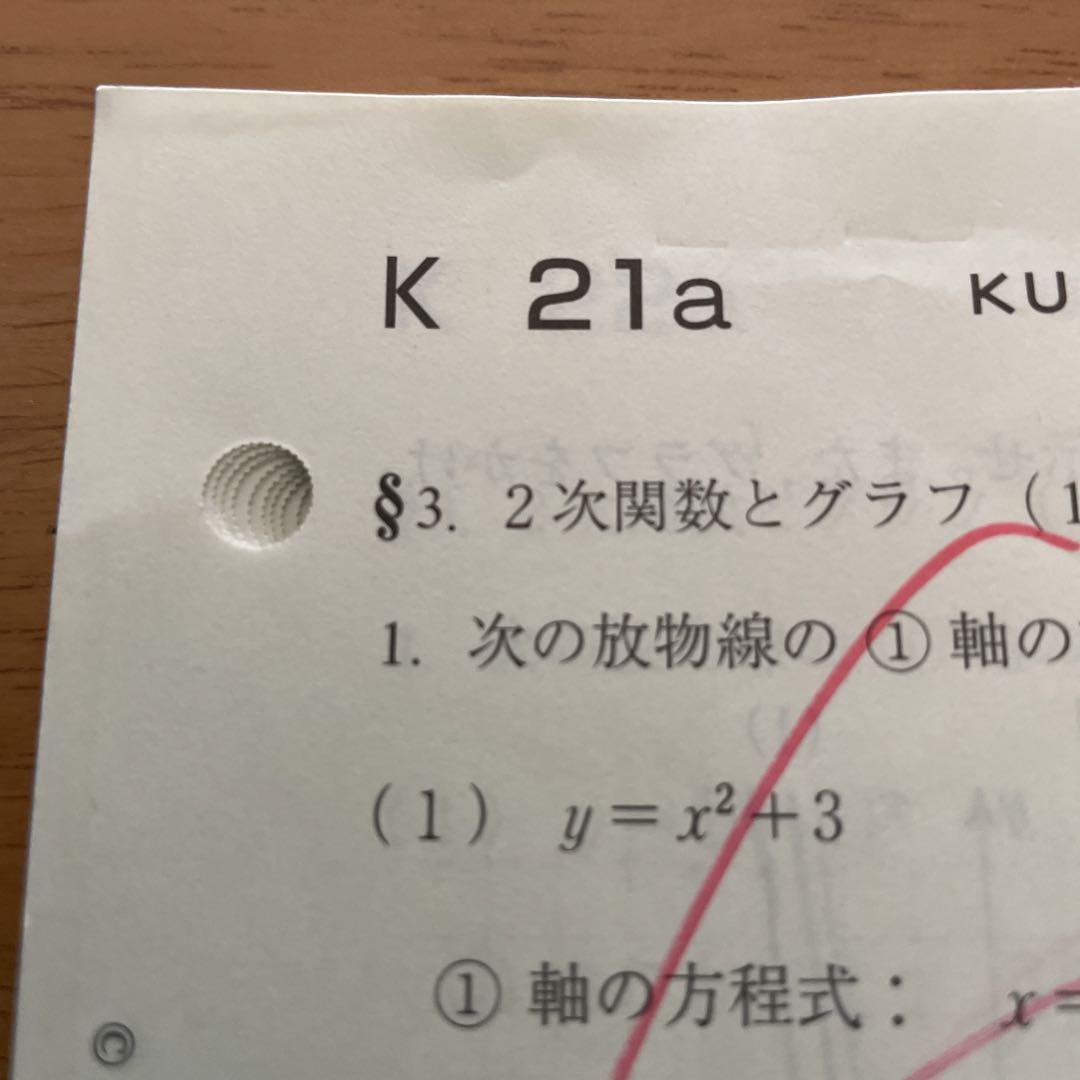 K 21a KU
§3. 2次関数とグラフ (1
1. 次の放物線の ① 軸の
(1) y = x² + 3
① 軸の方程式： x =
©